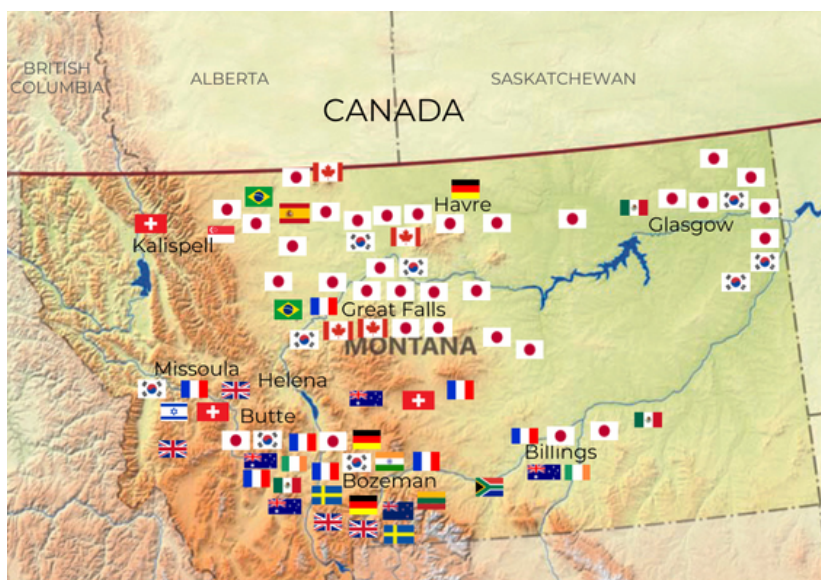 BRITISH
COLUMBIA
ALBERTA
SASKATCHEWAN
CANADA
Havre
Glasgow
Kalispell
Great Falls
MONTANA
Missoula
Helena
Butte
Billings
Bozeman